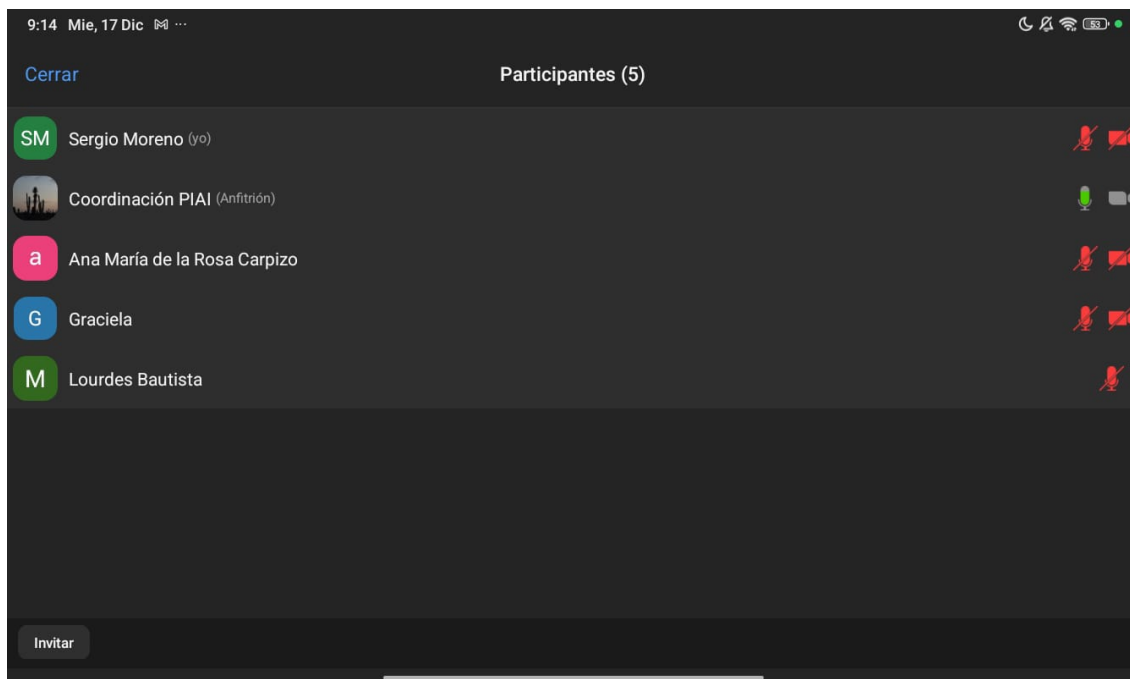 9:14 Mie, 17 Dic ···
53
Cerrar
Participantes (5)
SM Sergio Moreno (yo)
Coordinación PIAI (Anfitrión)
a Ana María de la Rosa Carpizo
G Graciela
M Lourdes Bautista
Invitar